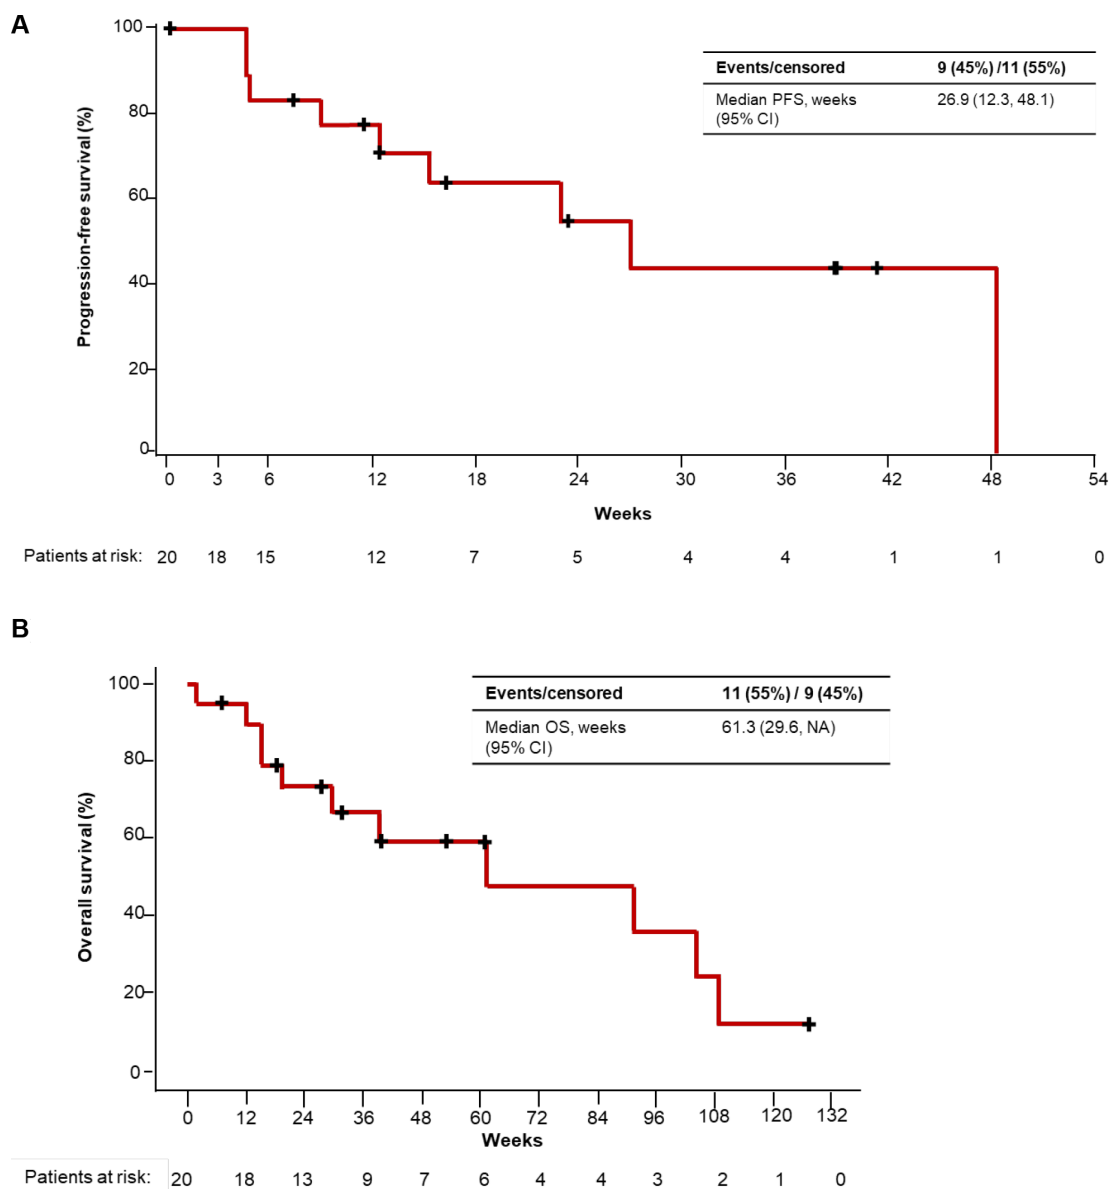 A
Events/censored 9 (45%) /11 (55%)
Median PFS, weeks 26.9 (12.3, 48.1)
(95% CI)
Progression-free survival (%)
100
80
60
40
20
0
0 3 6 12 18 24 30 36 42 48 54
Weeks
Patients at risk: 20 18 15 12 7 5 4 4 1 1 0
B
Events/censored 11 (55%) / 9 (45%)
Median OS, weeks 61.3 (29.6, NA)
(95% CI)
Overall survival (%)
100
80
60
40
20
0
0 12 24 36 48 60 72 84 96 108 120 132
Weeks
Patients at risk: 20 18 13 9 7 6 4 4 3 2 1 0